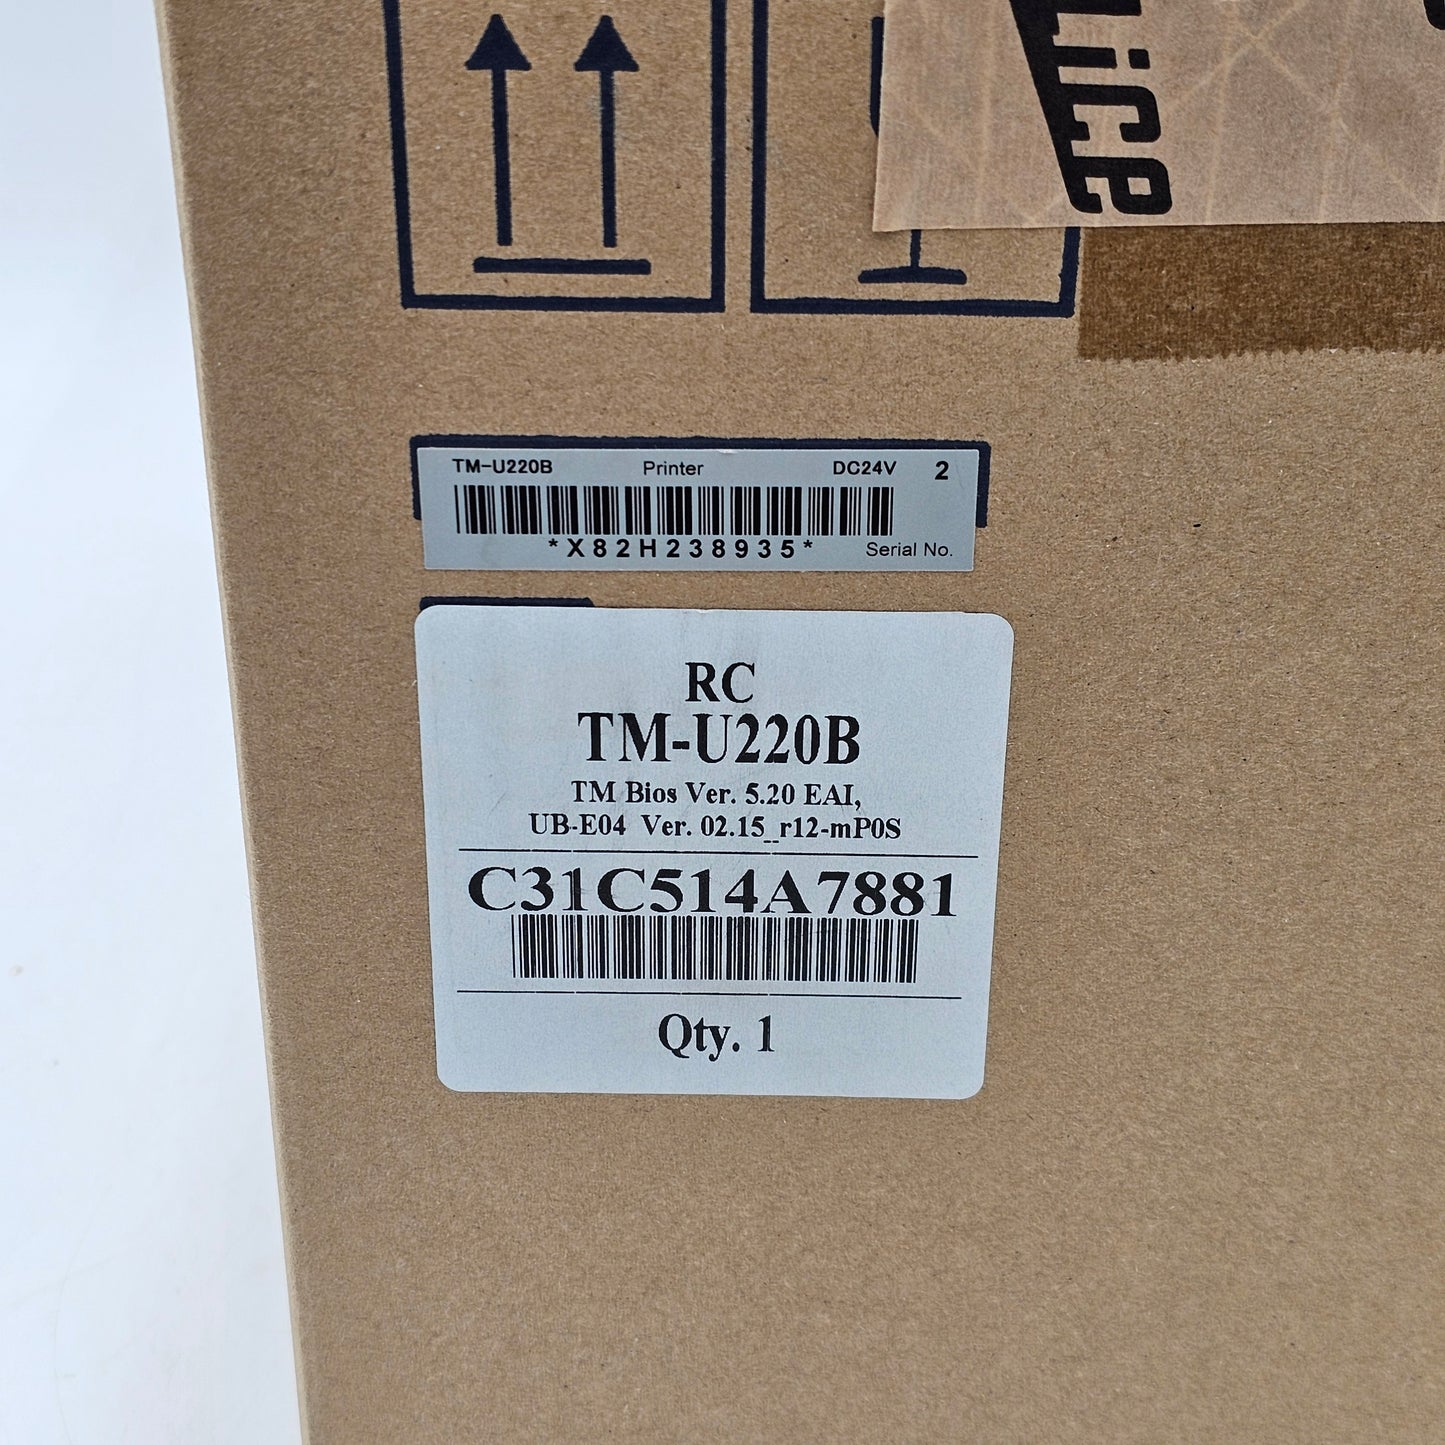 TM-U220B Printer DC24V 2
*X82H238935* Serial No.
RC
TM-U220B
TM Bios Ver. 5.20 EAI,
UB-E04 Ver. 02.15_r12-mP0S
C31C514A7881
Qty. 1